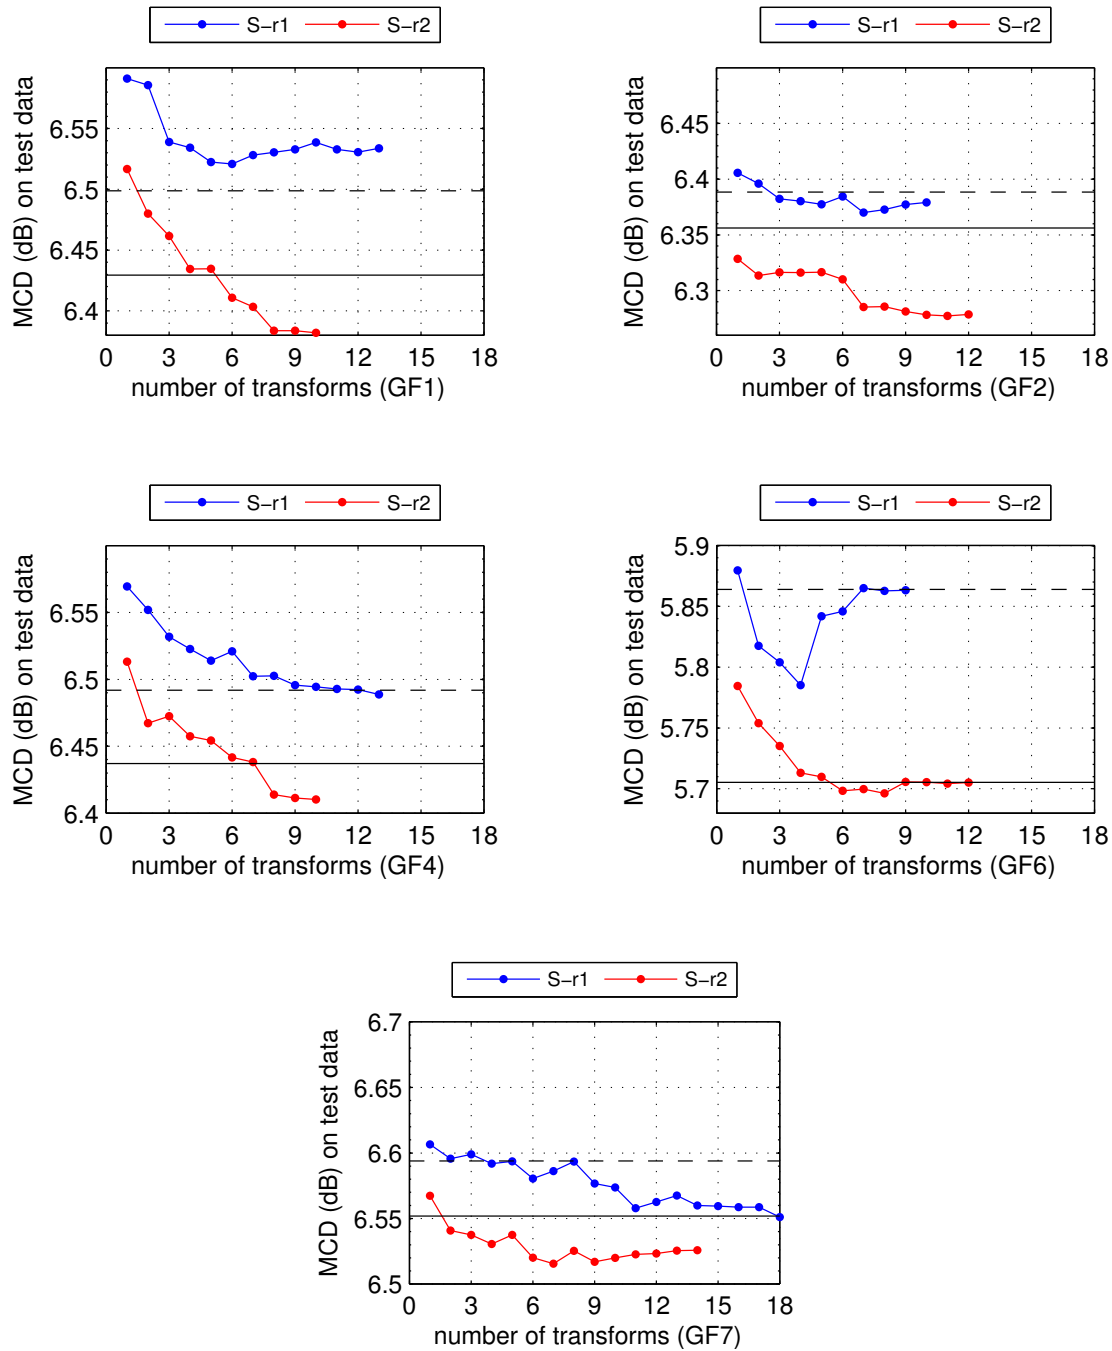 S-r1 S-r2
MCD (dB) on test data
6.55
6.5
6.45
6.4
0 3 6 9 12 15 18
number of transforms (GF1)
S-r1 S-r2
MCD (dB) on test data
6.45
6.4
6.35
6.3
0 3 6 9 12 15 18
number of transforms (GF2)
S-r1 S-r2
MCD (dB) on test data
6.55
6.5
6.45
6.4
0 3 6 9 12 15 18
number of transforms (GF4)
S-r1 S-r2
MCD (dB) on test data
5.9
5.85
5.8
5.75
5.7
0 3 6 9 12 15 18
number of transforms (GF6)
S-r1 S-r2
MCD (dB) on test data
6.7
6.65
6.6
6.55
6.5
0 3 6 9 12 15 18
number of transforms (GF7)